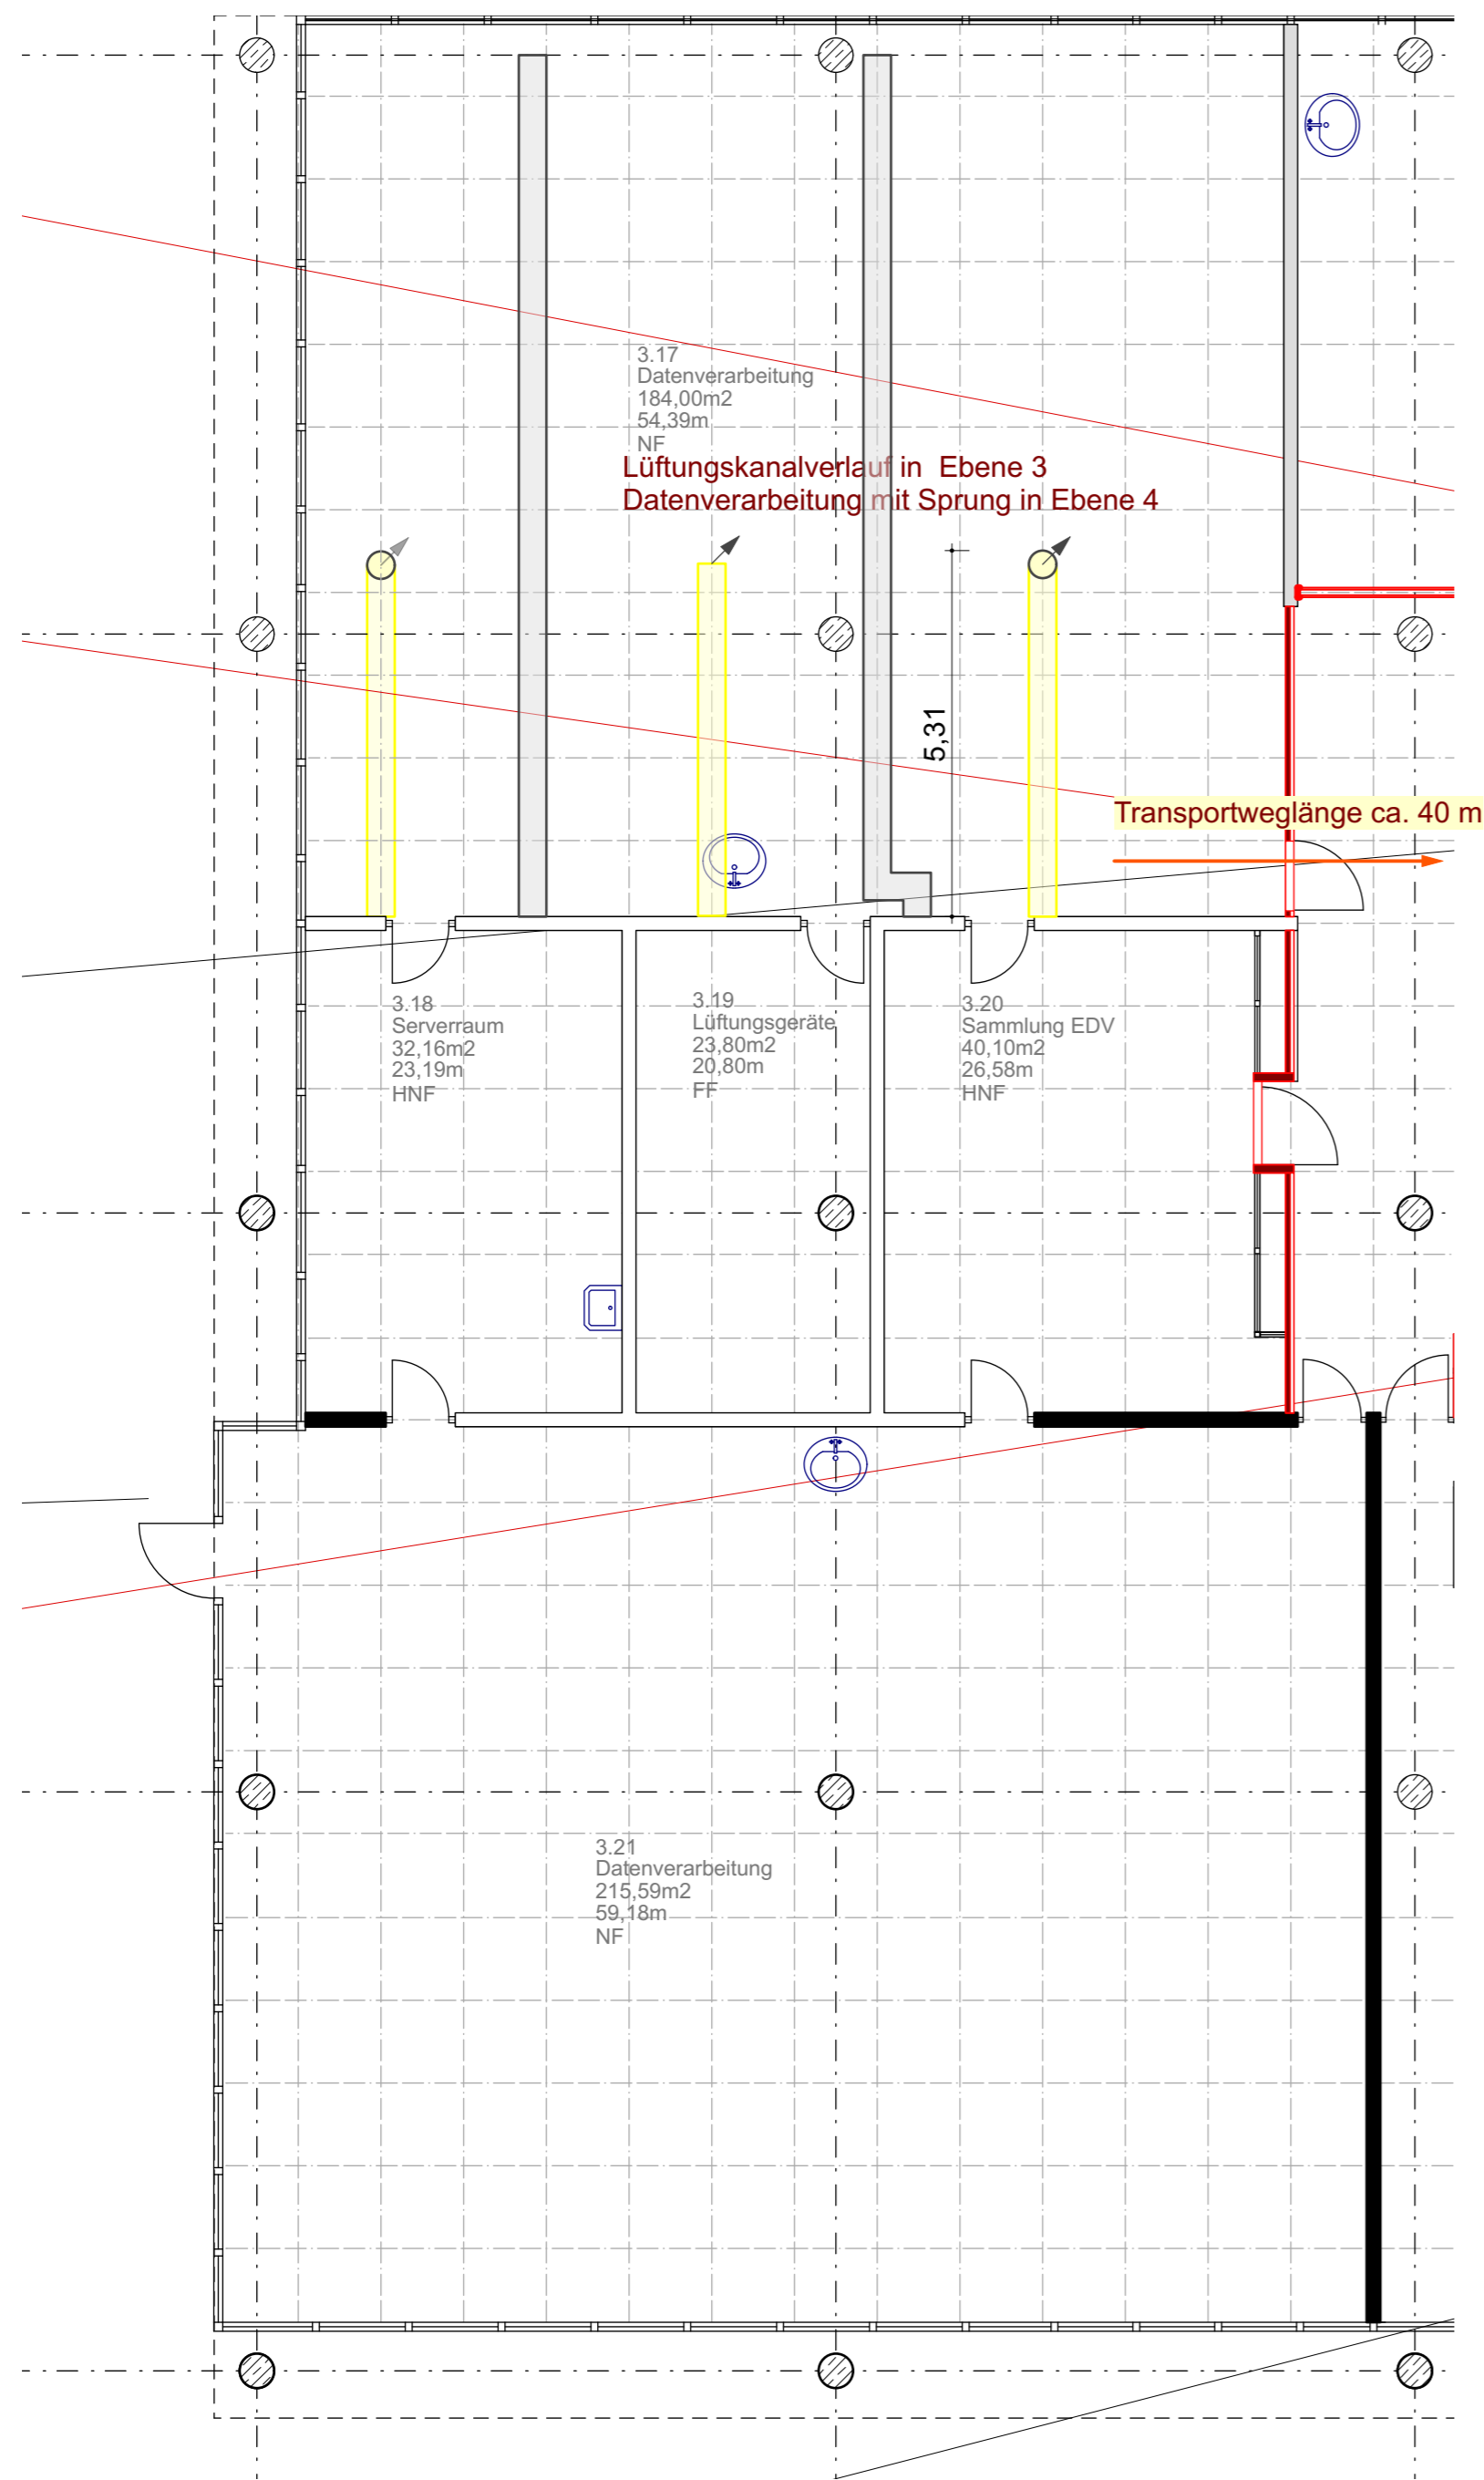 3.17
Datenverarbeitung
184,00m2
54,39m
NF
Lüftungskanalverlauf in Ebene 3
Datenverarbeitung mit Sprung in Ebene 4
5,31
Transportweglänge ca. 40 m
3.18
Serverraum
32,16m2
23,19m
HNF
3.19
Lüftungsgeräte
23,80m2
20,80m
FF
3.20
Sammlung EDV
40,10m2
26,58m
HNF
3.21
Datenverarbeitung
215,59m2
59,18m
NF